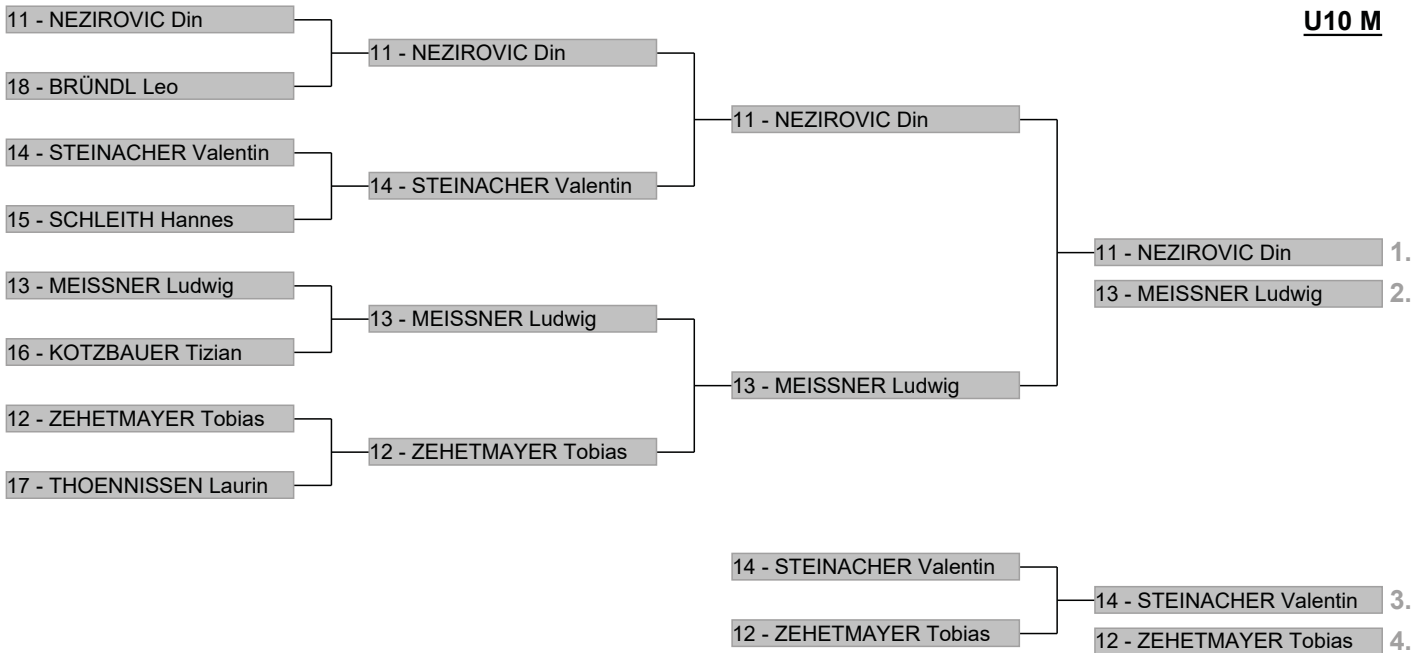 U10 M
11 - NEZIROVIC Din
18 - BRÜNDL Leo
14 - STEINACHER Valentin
15 - SCHLEITH Hannes
13 - MEISSNER Ludwig
16 - KOTZBAUER Tizian
12 - ZEHETMAYER Tobias
17 - THOENNISSEN Laurin
11 - NEZIROVIC Din
14 - STEINACHER Valentin
13 - MEISSNER Ludwig
12 - ZEHETMAYER Tobias
11 - NEZIROVIC Din
13 - MEISSNER Ludwig
11 - NEZIROVIC Din 1.
13 - MEISSNER Ludwig 2.
14 - STEINACHER Valentin
12 - ZEHETMAYER Tobias
14 - STEINACHER Valentin 3.
12 - ZEHETMAYER Tobias 4.